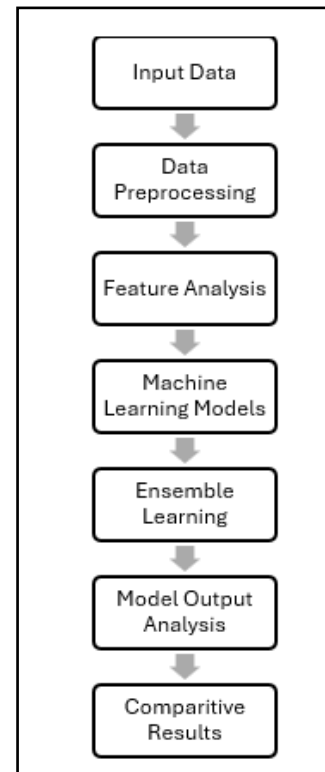 Input Data
Data
Preprocessing
Feature Analysis
Machine
Learning Models
Ensemble
Learning
Model Output
Analysis
Comparitive
Results